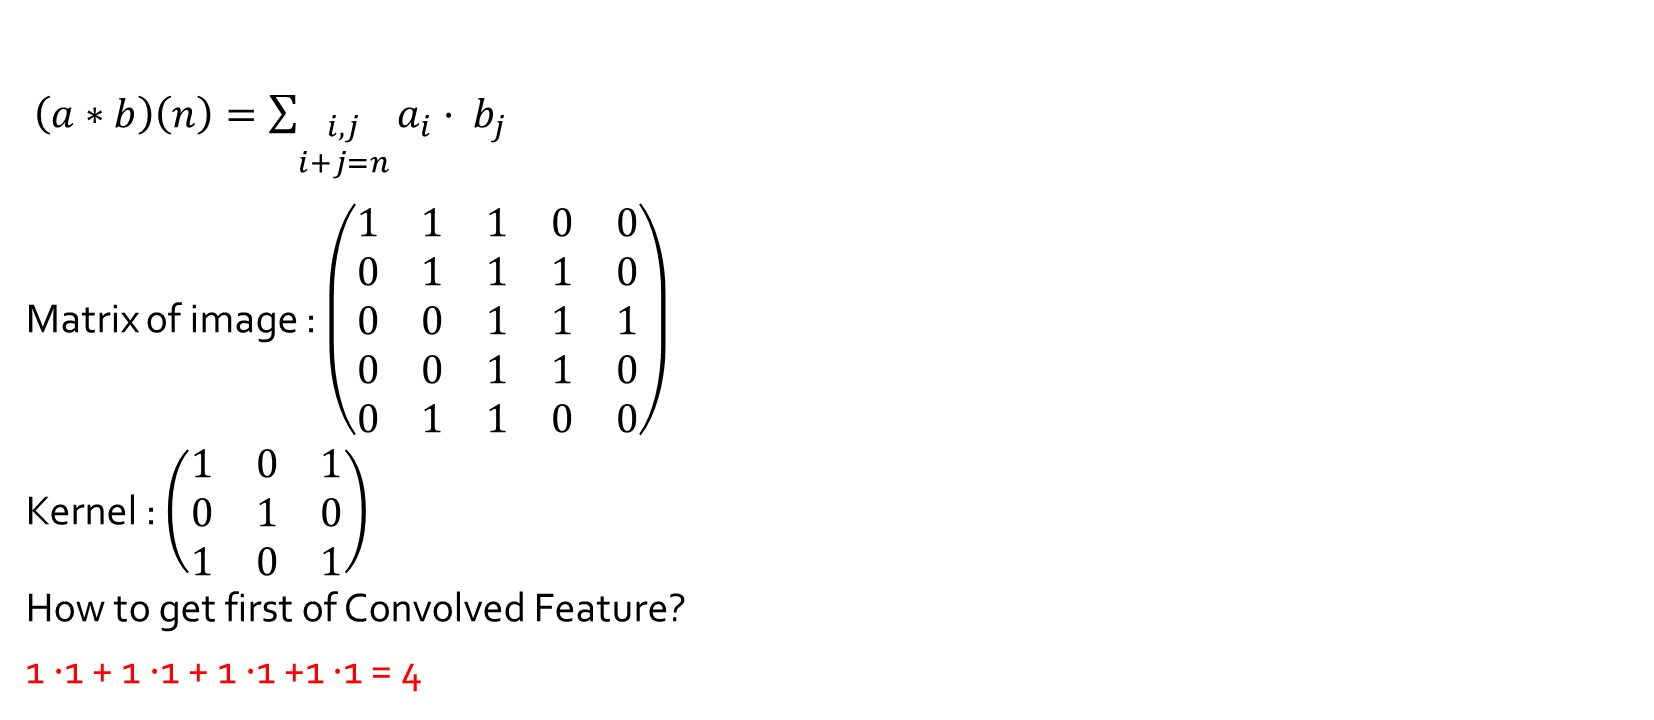 (a ∗ b)(n) = ∑ i,j a_i · b_j
i+j=n
1 1 1 0 0
0 1 1 1 0
Matrix of image : 0 0 1 1 1
0 0 1 1 0
0 1 1 0 0
1 0 1
Kernel : 0 1 0
1 0 1
How to get first of Convolved Feature?
1 ·1 + 1 ·1 + 1 ·1 +1 ·1 = 4